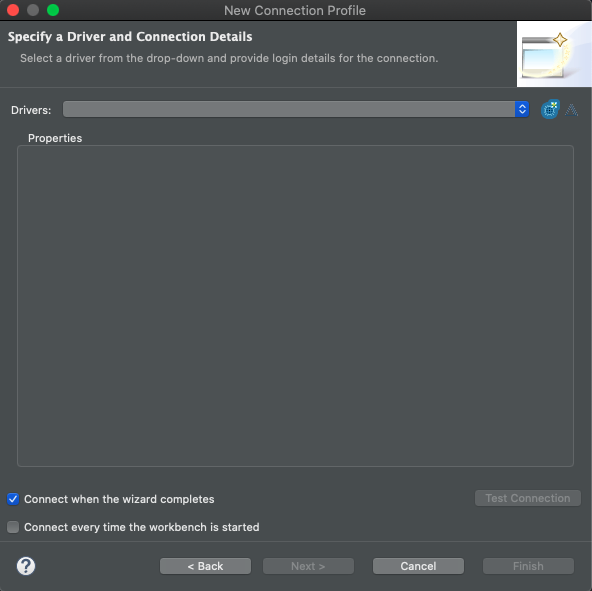 New Connection Profile
Specify a Driver and Connection Details
Select a driver from the drop-down and provide login details for the connection.
Drivers:
Properties
Connect when the wizard completes
Test Connection
Connect every time the workbench is started
?
< Back
Next >
Cancel
Finish